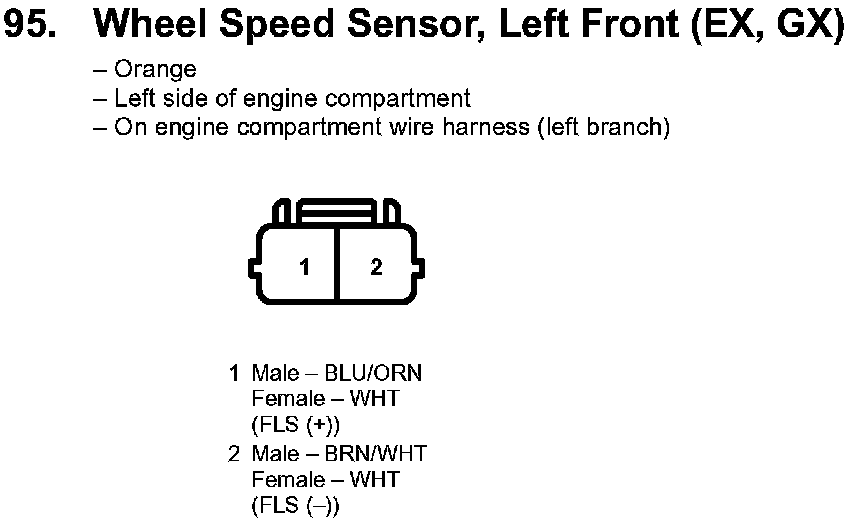 95. Wheel Speed Sensor, Left Front (EX, GX)
– Orange
– Left side of engine compartment
– On engine compartment wire harness (left branch)
1 2
1 Male – BLU/ORN
Female – WHT
(FLS (+))
2 Male – BRN/WHT
Female – WHT
(FLS (–))